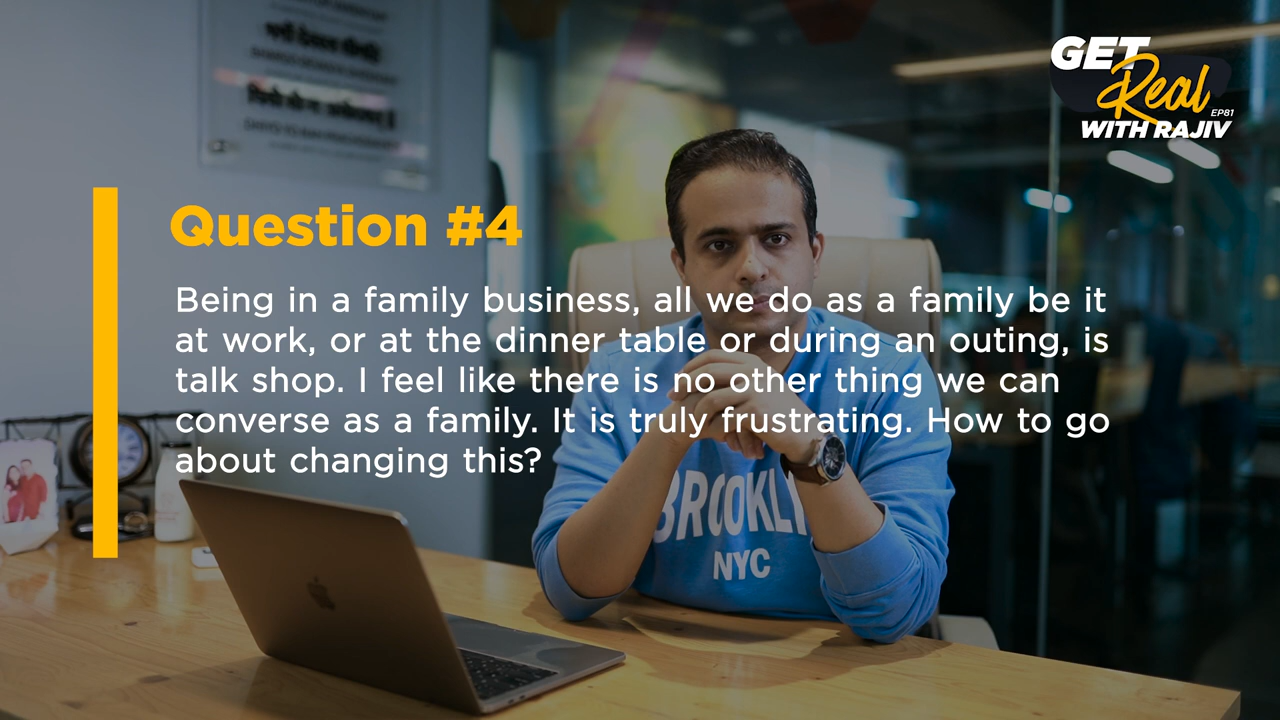 GET
Real
EP81
WITH RAJIV
Question #4
Being in a family business, all we do as a family be it
at work, or at the dinner table or during an outing, is
talk shop. I feel like there is no other thing we can
converse as a family. It is truly frustrating. How to go
about changing this?
BROOKLY
NYC